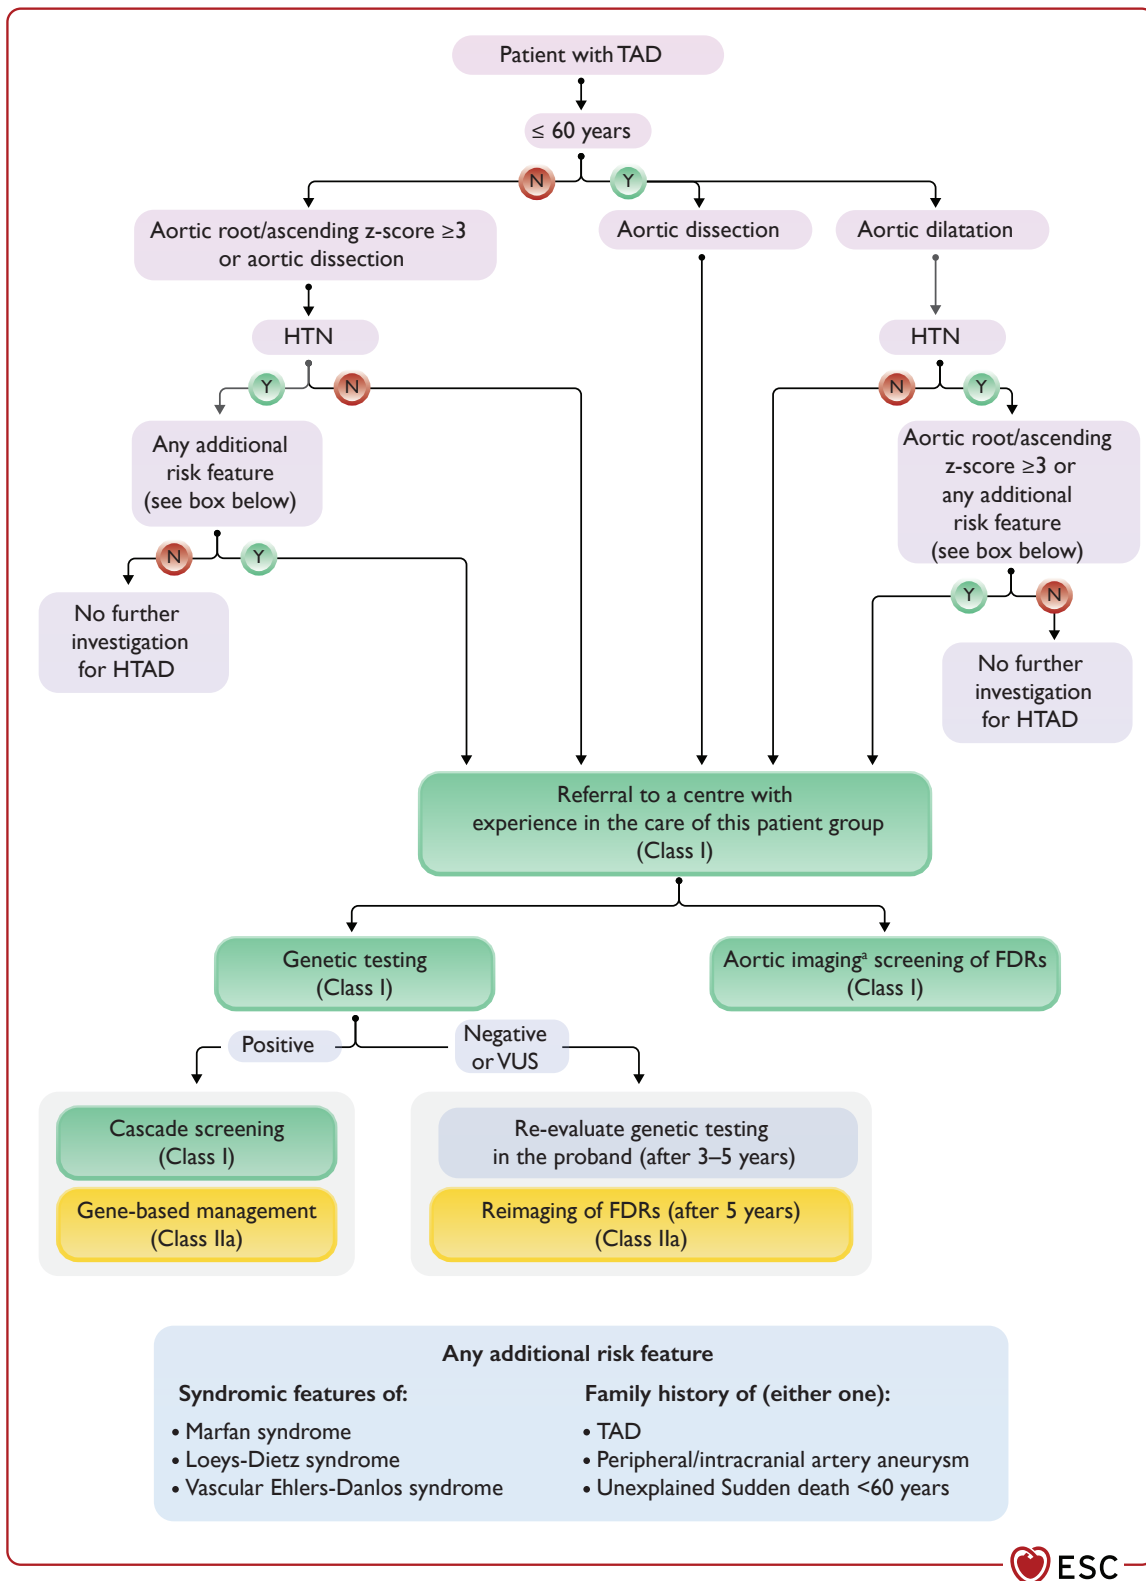 Patient with TAD
≤ 60 years
N
Y
Aortic root/ascending z-score ≥3
or aortic dissection
Aortic dissection
Aortic dilatation
HTN
HTN
Y
N
N
Y
Any additional
risk feature
(see box below)
Aortic root/ascending
z-score ≥3 or
any additional
risk feature
(see box below)
N
Y
Y
N
No further
investigation
for HTAD
No further
investigation
for HTAD
Referral to a centre with
experience in the care of this patient group
(Class I)
Genetic testing
(Class I)
Aortic imagingᵃ screening of FDRs
(Class I)
Positive
Negative
or VUS
Cascade screening
(Class I)
Gene-based management
(Class IIa)
Re-evaluate genetic testing
in the proband (after 3–5 years)
Reimaging of FDRs (after 5 years)
(Class IIa)
Any additional risk feature
Syndromic features of:
• Marfan syndrome
• Loeys-Dietz syndrome
• Vascular Ehlers-Danlos syndrome
Family history of (either one):
• TAD
• Peripheral/intracranial artery aneurysm
• Unexplained Sudden death <60 years
ESC